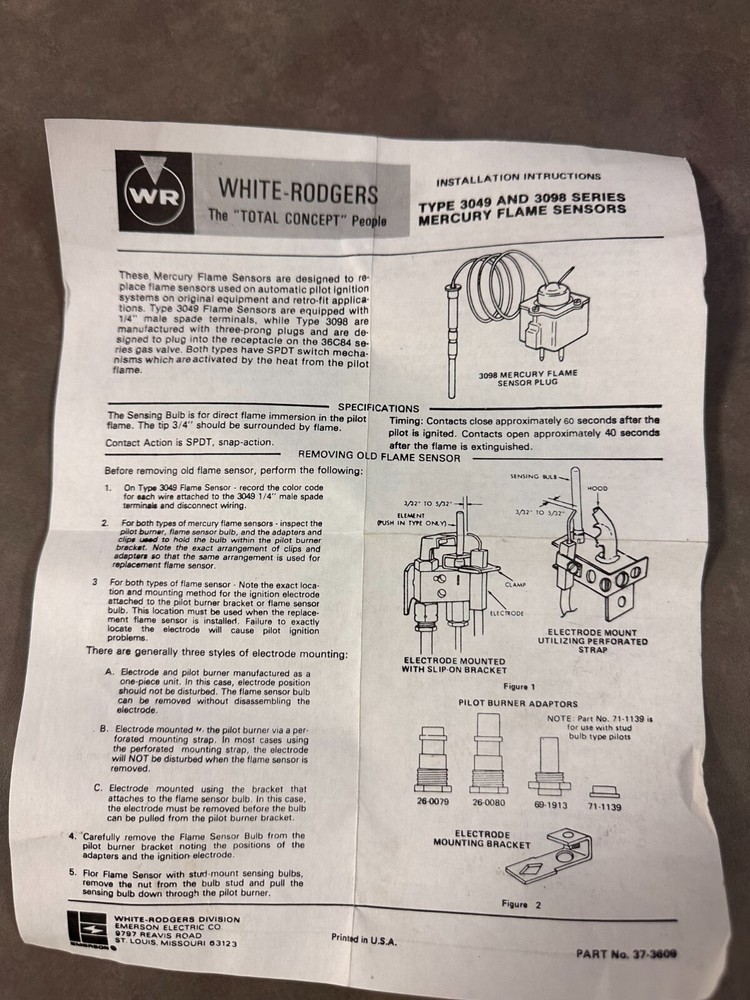 WR
WHITE-RODGERS
The "TOTAL CONCEPT" People
INSTALLATION INTRUCTIONS
TYPE 3049 AND 3098 SERIES
MERCURY FLAME SENSORS
These Mercury Flame Sensors are designed to re-
place flame sensors used on automatic pilot ignition
systems on original equipment and retro-fit applica-
tions. Type 3049 Flame Sensors are equipped with
1/4" male spade terminals, while Type 3098 are
manufactured with three-prong plugs and are de-
signed to plug into the receptacle on the 36C84 se-
ries gas valve. Both types have SPDT switch mecha-
nisms which are activated by the heat from the pilot
flame.
3098 MERCURY FLAME
SENSOR PLUG
SPECIFICATIONS
The Sensing Bulb is for direct flame immersion in the pilot
flame. The tip 3/4" should be surrounded by flame.
Contact Action is SPDT, snap-action.
Timing: Contacts close approximately 60 seconds after the
pilot is ignited. Contacts open approximately 40 seconds
after the flame is extinguished.
REMOVING OLD FLAME SENSOR
Before removing old flame sensor, perform the following:
1. On Type 3049 Flame Sensor - record the color code
for each wire attached to the 3049 1/4" male spade
terminals and disconnect wiring.
2. For both types of mercury flame sensors - inspect the
pilot burner, flame sensor bulb, and the adapters and
clips used to hold the bulb within the pilot burner
bracket. Note the exact arrangement of clips and
adapters so that the same arrangement is used for
replacement flame sensor.
3 For both types of flame sensor - Note the exact loca-
tion and mounting method for the ignition electrode
attached to the pilot burner bracket or flame sensor
bulb. This location must be used when the replace-
ment flame sensor is installed. Failure to exactly
locate the electrode will cause pilot ignition
problems.
There are generally three styles of electrode mounting:
A. Electrode and pilot burner manufactured as a
one-piece unit. In this case, electrode position
should not be disturbed. The flame sensor bulb
can be removed without disassembling the
electrode.
B. Electrode mounted the pilot burner via a per-
forated mounting strap. In most cases using
the perforated mounting strap, the electrode
will NOT be disturbed when the flame sensor is
removed.
C. Electrode mounted using the bracket that
attaches to the flame sensor bulb. In this case,
the electrode must be removed before the bulb
can be pulled from the pilot burner bracket.
4. Carefully remove the Flame Sensor Bulb from the
pilot burner bracket noting the positions of the
adapters and the ignition electrode.
5. Flor Flame Sensor with stud-mount sensing bulbs,
remove the nut from the bulb stud and pull the
sensing bulb down through the pilot burner.
SENSING BULB
HOOD
3/32" TO 5/32"
3/32" TO 5/32"
ELEMENT
(PUSH IN TYPE ONLY)
CLAMP
ELECTRODE
ELECTRODE MOUNTED
WITH SLIP-ON BRACKET
ELECTRODE MOUNT
UTILIZING PERFORATED
STRAP
Figure 1
PILOT BURNER ADAPTORS
NOTE: Part No. 71-1139 is
for use with stud
bulb type pilots
26-0079
26-0080
69-1913
71-1139
ELECTRODE
MOUNTING BRACKET
Figure 2
EMERSON
WHITE-RODGERS DIVISION
EMERSON ELECTRIC CO.
9797 REAVIS ROAD
ST. LOUIS, MISSOURI 63123
Printed in U.S.A.
PART No. 37-3609